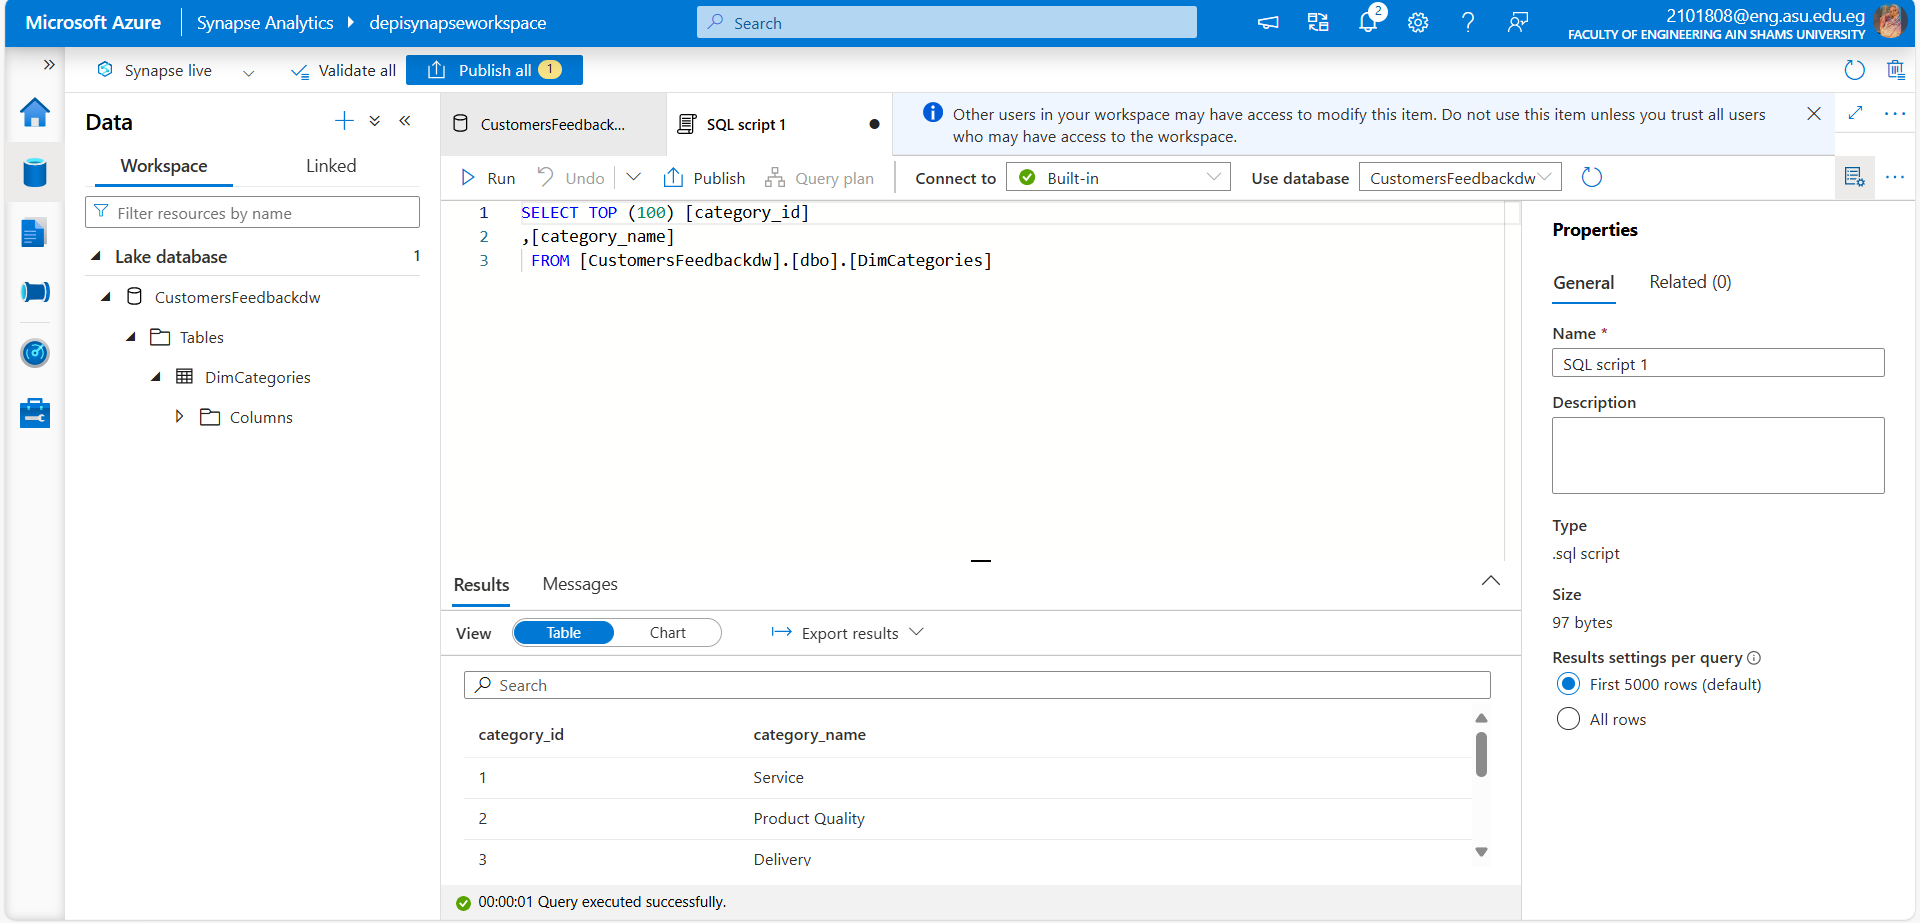 Microsoft Azure
Synapse Analytics
depisynapseworkspace
Search
2
2101808@eng.asu.edu.eg
FACULTY OF ENGINEERING AIN SHAMS UNIVERSITY
Synapse live
Validate all
Publish all 1
Data
Workspace Linked
Filter resources by name
Lake database 1
CustomersFeedbackdw
Tables
DimCategories
Columns
CustomersFeedback...
SQL script 1
Other users in your workspace may have access to modify this item. Do not use this item unless you trust all users
who may have access to the workspace.
Run Undo Publish Query plan Connect to Built-in Use database CustomersFeedbackdw
1 SELECT TOP (100) [category_id]
2 ,[category_name]
3 FROM [CustomersFeedbackdw].[dbo].[DimCategories]
Results Messages
View Table Chart Export results
Search
category_id category_name
1 Service
2 Product Quality
3 Delivery
00:00:01 Query executed successfully.
Properties
General Related (0)
Name *
SQL script 1
Description
Type
.sql script
Size
97 bytes
Results settings per query
First 5000 rows (default)
All rows